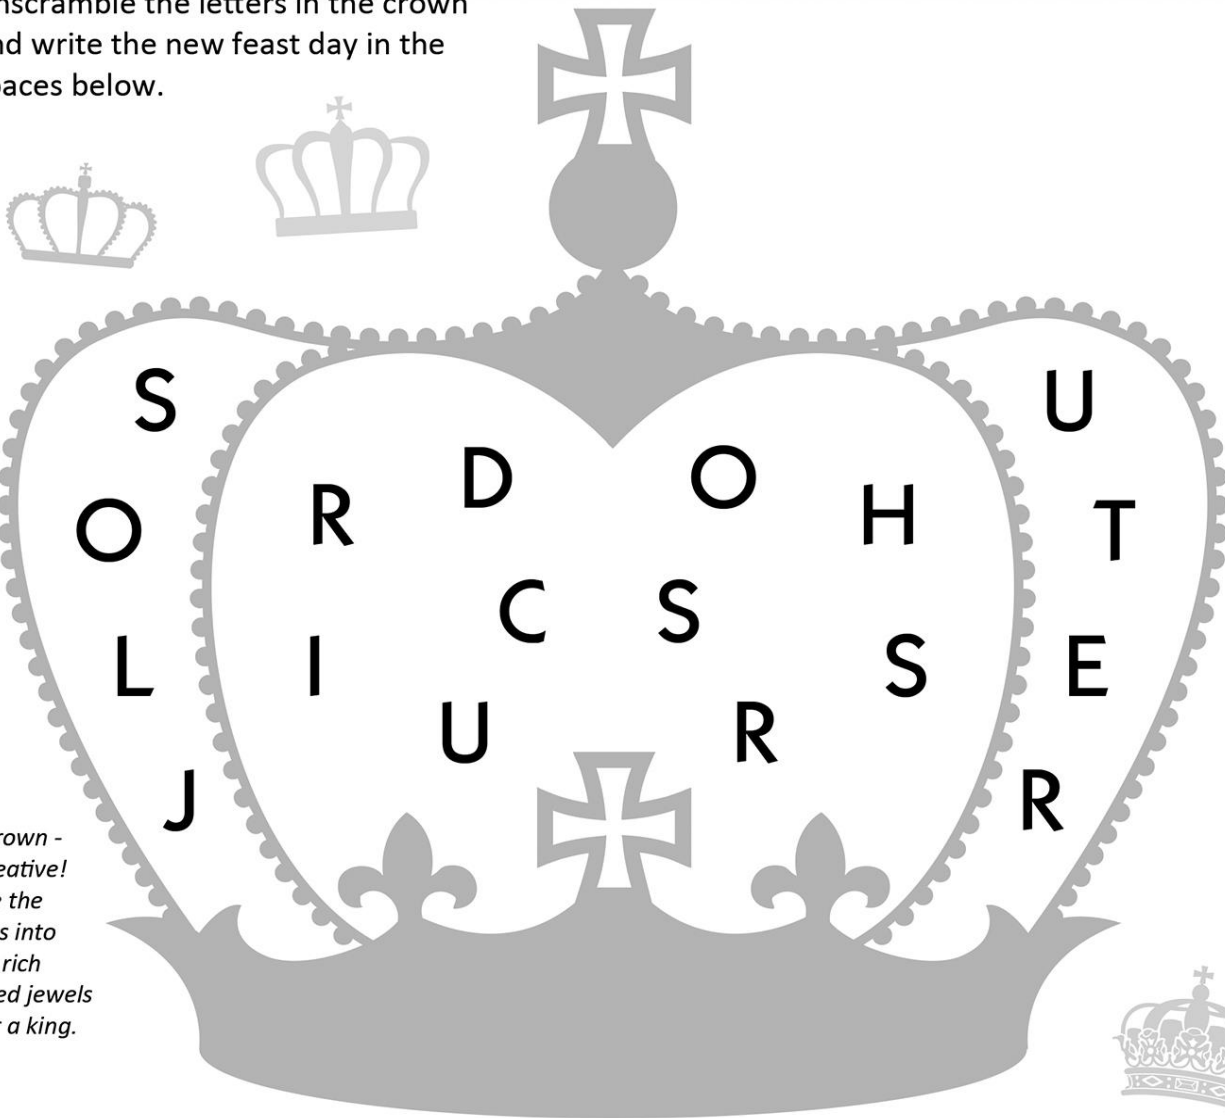 nscramble the letters in the crown
nd write the new feast day in the
paces below.
S
U
D
O
R
H
O
T
C
S
L
I
S
E
U
R
J
R
rown -
eative!
e the
s into
rich
ed jewels
r a king.